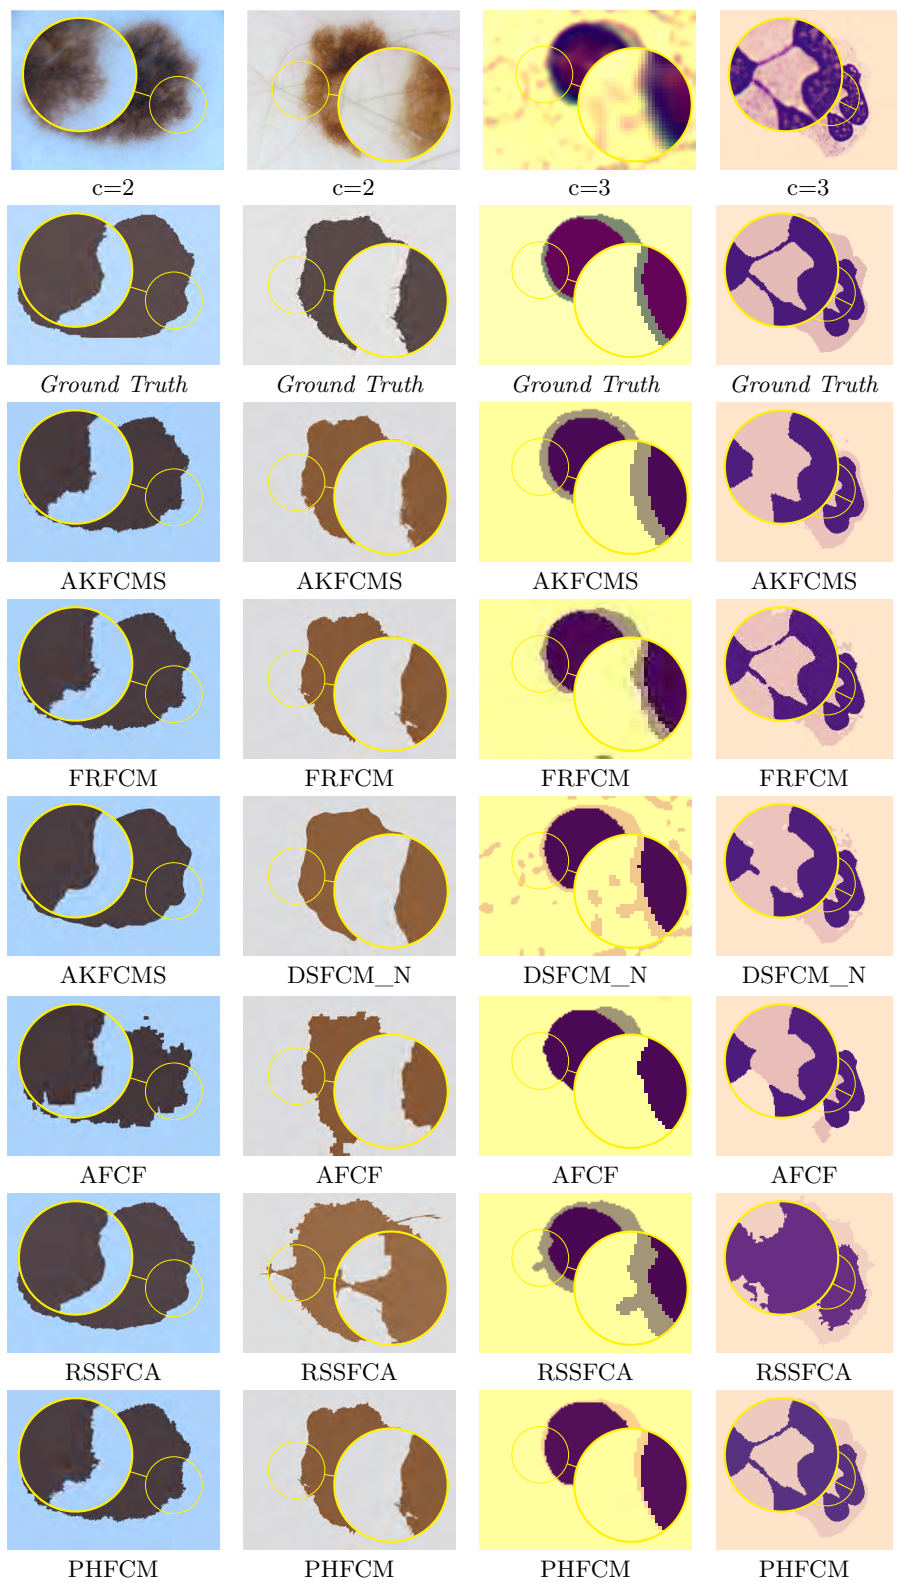 c=2 c=2 c=3 c=3
Ground Truth Ground Truth Ground Truth Ground Truth
AKFCMS AKFCMS AKFCMS AKFCMS
FRFCM FRFCM FRFCM FRFCM
AKFCMS DSFCM_N DSFCM_N DSFCM_N
AFCF AFCF AFCF AFCF
RSSFCA RSSFCA RSSFCA RSSFCA
PHFCM PHFCM PHFCM PHFCM